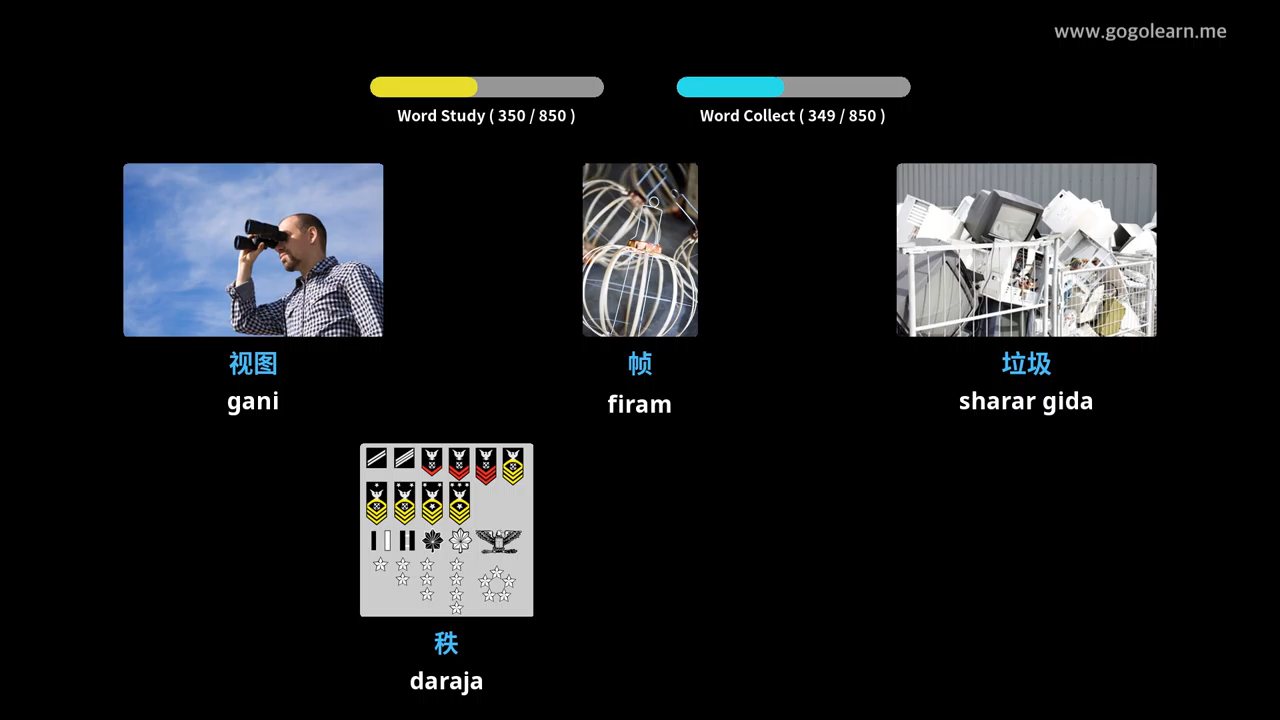 www.gogolearn.me
Word Study ( 350 / 850 )
Word Collect ( 349 / 850 )
视图
gani
帧
firam
垃圾
sharar gida
秩
daraja